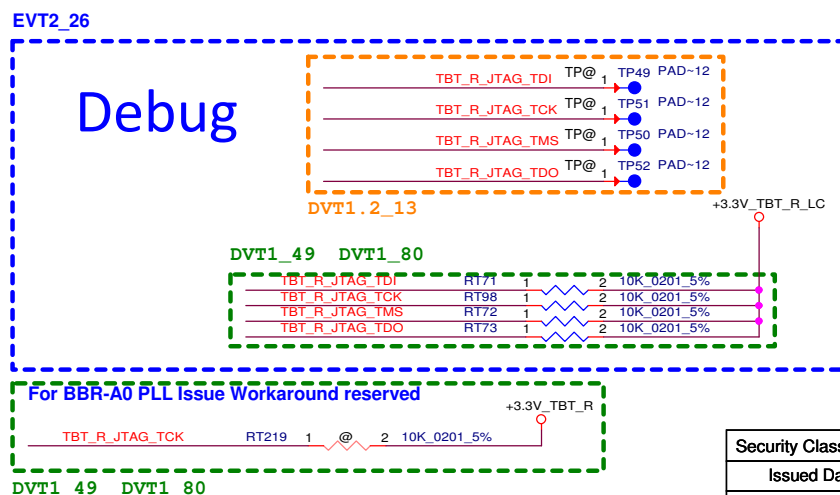 EVT2_26
Debug
TBT_R_JTAG_TDI TP@ 1 TP49 PAD~12
TBT_R_JTAG_TCK TP@ 1 TP51 PAD~12
TBT_R_JTAG_TMS TP@ 1 TP50 PAD~12
TBT_R_JTAG_TDO TP@ 1 TP52 PAD~12
DVT1.2_13
+3.3V_TBT_R_LC
DVT1_49 DVT1_80
TBT_R_JTAG_TDI RT71 1 2 10K_0201_5%
TBT_R_JTAG_TCK RT98 1 2 10K_0201_5%
TBT_R_JTAG_TMS RT72 1 2 10K_0201_5%
TBT_R_JTAG_TDO RT73 1 2 10K_0201_5%
For BBR-A0 PLL Issue Workaround reserved
+3.3V_TBT_R
TBT_R_JTAG_TCK RT219 1 @ 2 10K_0201_5%
DVT1_49 DVT1_80
Security Class
Issued Da